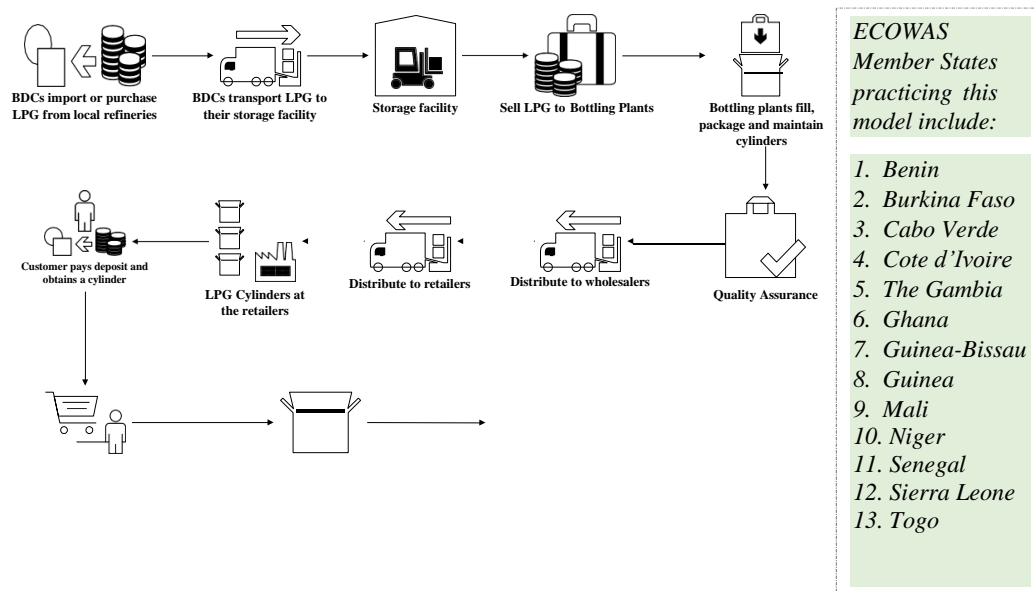 BDCs import or purchase
LPG from local refineries
BDCs transport LPG to
their storage facility
Storage facility
Sell LPG to Bottling Plants
Bottling plants fill,
package and maintain
cylinders
Customer pays deposit and
obtains a cylinder
LPG Cylinders at
the retailers
Distribute to retailers
Distribute to wholesalers
Quality Assurance
ECOWAS
Member States
practicing this
model include:
1. Benin
2. Burkina Faso
3. Cabo Verde
4. Cote d’Ivoire
5. The Gambia
6. Ghana
7. Guinea-Bissau
8. Guinea
9. Mali
10. Niger
11. Senegal
12. Sierra Leone
13. Togo